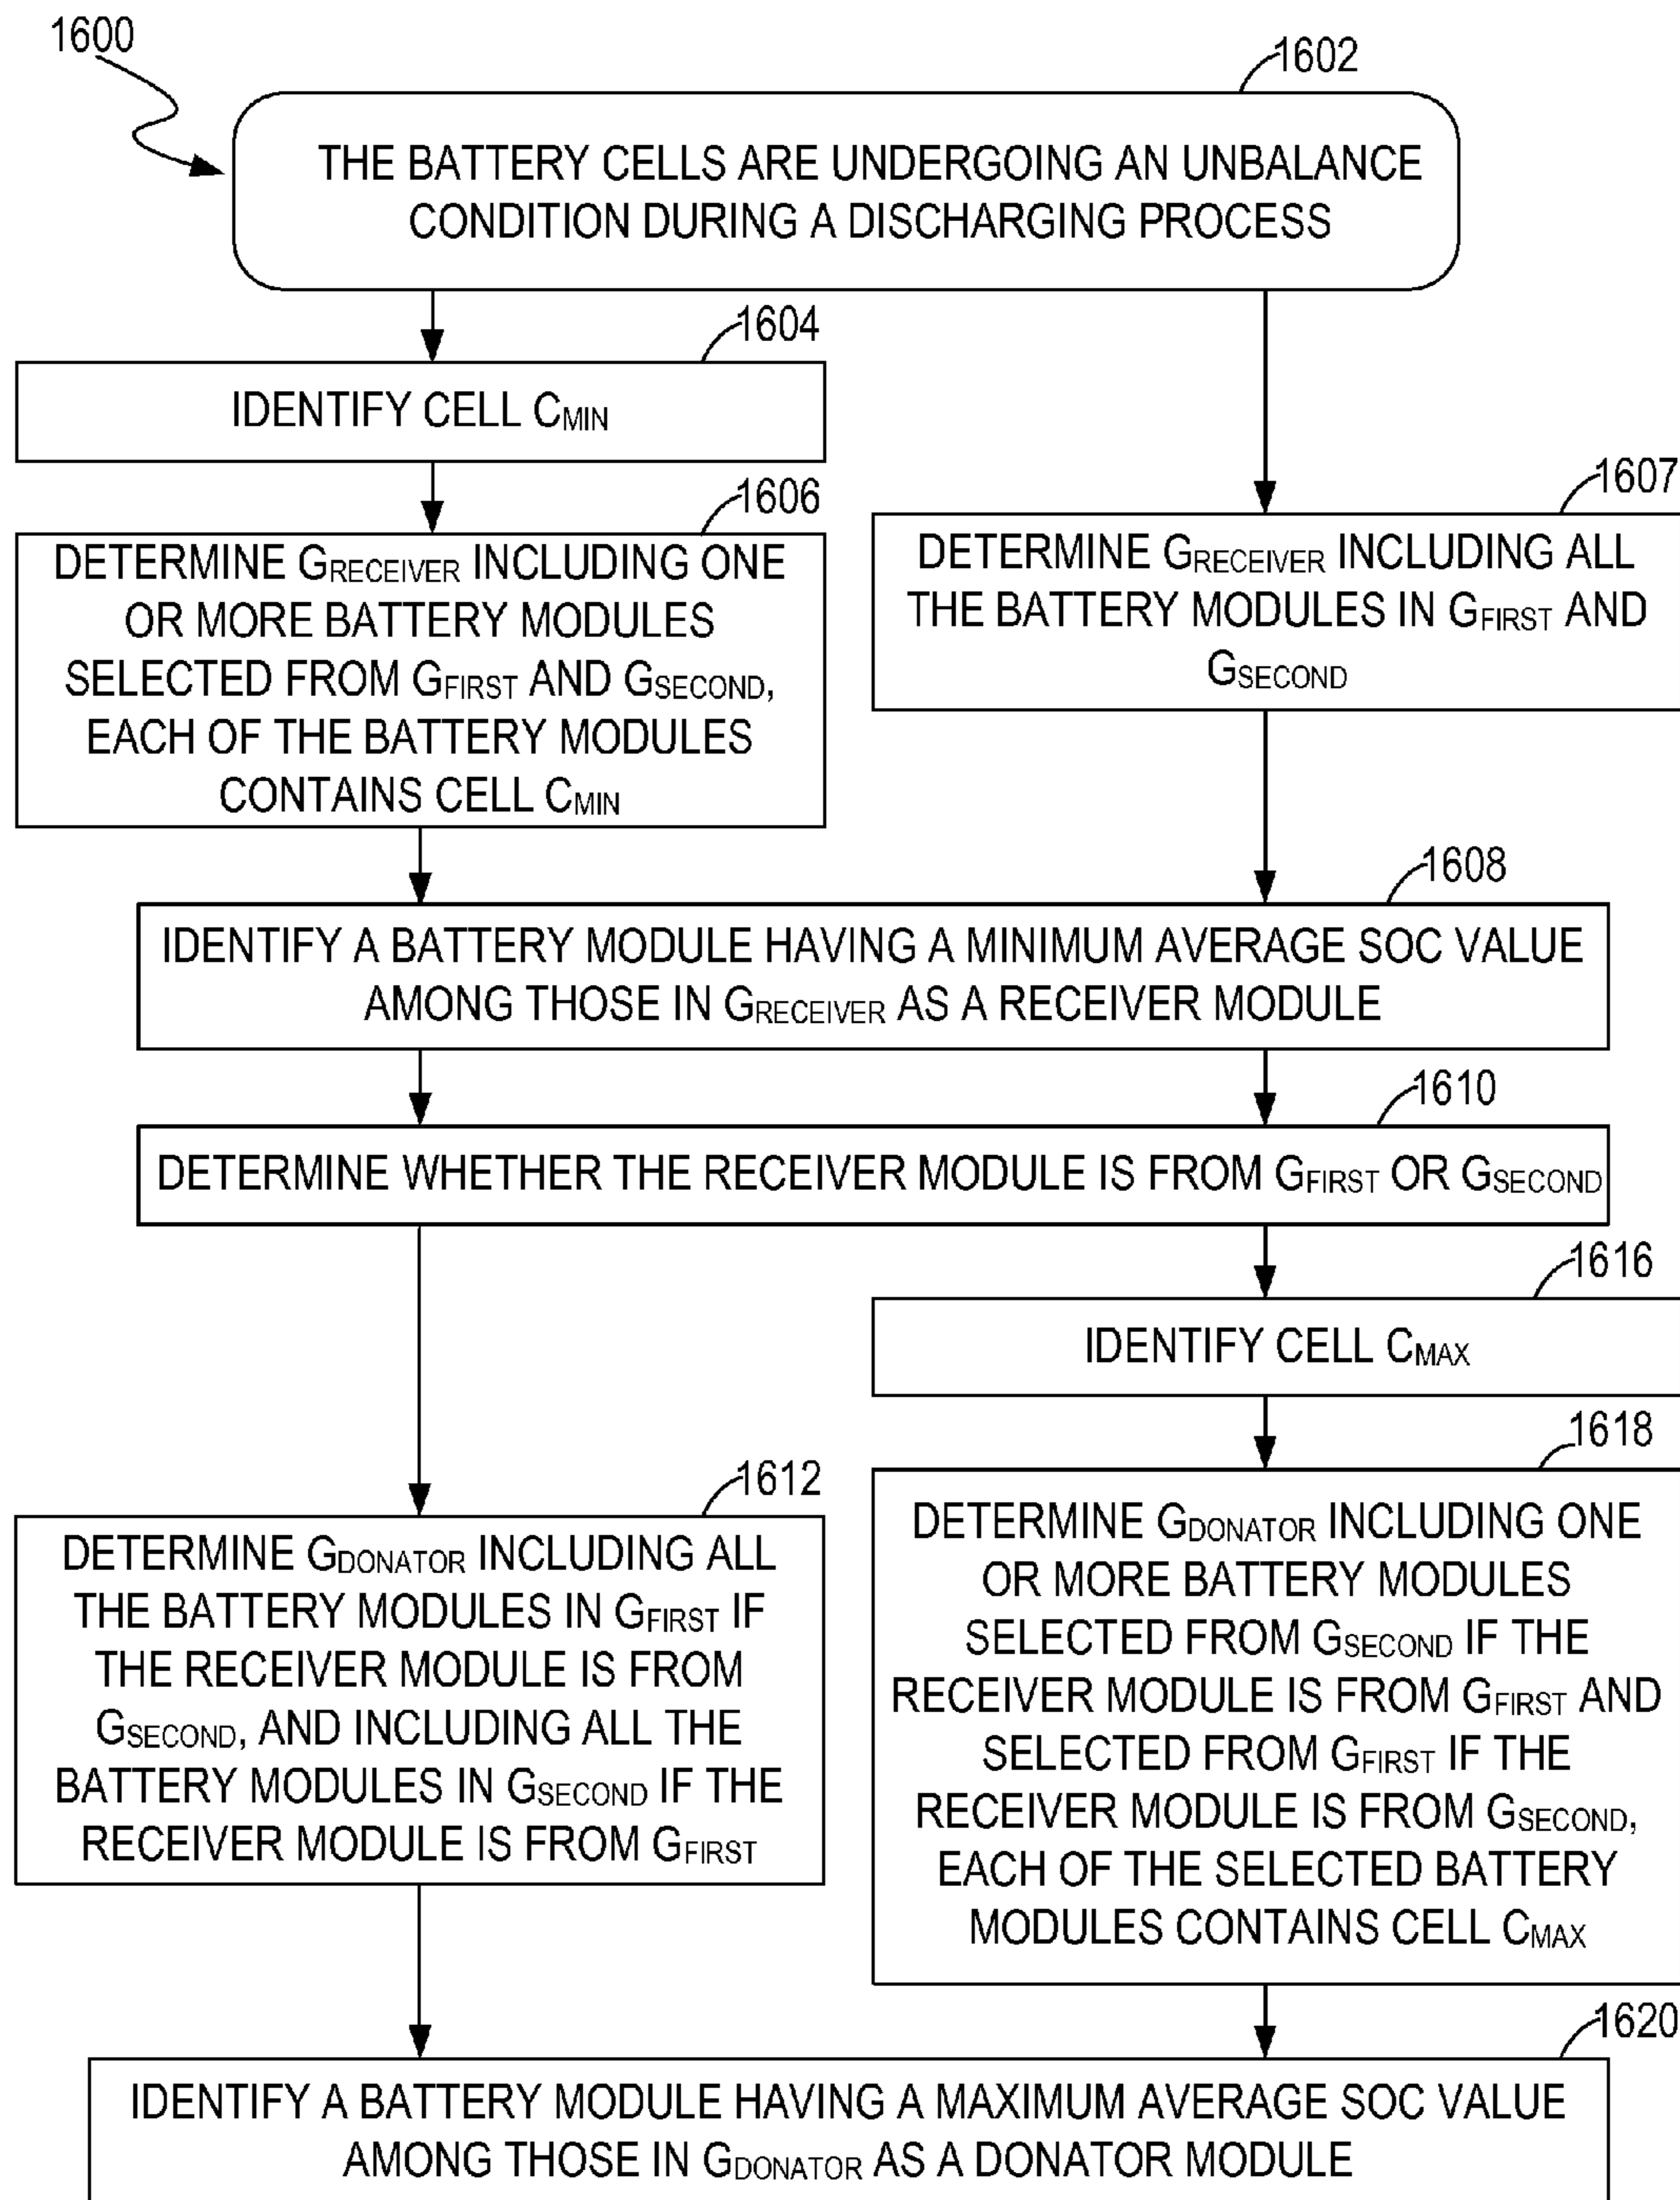 1600
1602
THE BATTERY CELLS ARE UNDERGOING AN UNBALANCE
CONDITION DURING A DISCHARGING PROCESS
1604
IDENTIFY CELL CMIN
1606
DETERMINE GRECEIVER INCLUDING ONE
OR MORE BATTERY MODULES
SELECTED FROM GFIRST AND GSECOND,
EACH OF THE BATTERY MODULES
CONTAINS CELL CMIN
1607
DETERMINE GRECEIVER INCLUDING ALL
THE BATTERY MODULES IN GFIRST AND
GSECOND
1608
IDENTIFY A BATTERY MODULE HAVING A MINIMUM AVERAGE SOC VALUE
AMONG THOSE IN GRECEIVER AS A RECEIVER MODULE
1610
DETERMINE WHETHER THE RECEIVER MODULE IS FROM GFIRST OR GSECOND
1616
IDENTIFY CELL CMAX
1612
DETERMINE GDONATOR INCLUDING ALL
THE BATTERY MODULES IN GFIRST IF
THE RECEIVER MODULE IS FROM
GSECOND, AND INCLUDING ALL THE
BATTERY MODULES IN GSECOND IF THE
RECEIVER MODULE IS FROM GFIRST
1618
DETERMINE GDONATOR INCLUDING ONE
OR MORE BATTERY MODULES
SELECTED FROM GSECOND IF THE
RECEIVER MODULE IS FROM GFIRST AND
SELECTED FROM GFIRST IF THE
RECEIVER MODULE IS FROM GSECOND,
EACH OF THE SELECTED BATTERY
MODULES CONTAINS CELL CMAX
1620
IDENTIFY A BATTERY MODULE HAVING A MAXIMUM AVERAGE SOC VALUE
AMONG THOSE IN GDONATOR AS A DONATOR MODULE